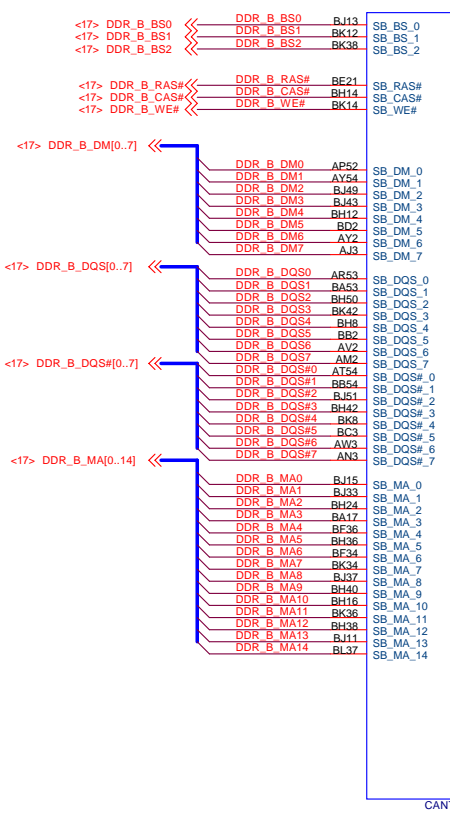 <17> DDR_B_BS0 DDR_B_BS0 BJ13 SB_BS_0
<17> DDR_B_BS1 DDR_B_BS1 BK12 SB_BS_1
<17> DDR_B_BS2 DDR_B_BS2 BK38 SB_BS_2
<17> DDR_B_RAS# DDR_B_RAS# BE21 SB_RAS#
<17> DDR_B_CAS# DDR_B_CAS# BH14 SB_CAS#
<17> DDR_B_WE# DDR_B_WE# BK14 SB_WE#
<17> DDR_B_DM[0..7]
DDR_B_DM0 AP52 SB_DM_0
DDR_B_DM1 AY54 SB_DM_1
DDR_B_DM2 BJ49 SB_DM_2
DDR_B_DM3 BJ43 SB_DM_3
DDR_B_DM4 BH12 SB_DM_4
DDR_B_DM5 BD2 SB_DM_5
DDR_B_DM6 AY2 SB_DM_6
DDR_B_DM7 AJ3 SB_DM_7
<17> DDR_B_DQS[0..7]
DDR_B_DQS0 AR53 SB_DQS_0
DDR_B_DQS1 BA53 SB_DQS_1
DDR_B_DQS2 BH50 SB_DQS_2
DDR_B_DQS3 BK42 SB_DQS_3
DDR_B_DQS4 BH8 SB_DQS_4
DDR_B_DQS5 BB2 SB_DQS_5
DDR_B_DQS6 AV2 SB_DQS_6
DDR_B_DQS7 AM2 SB_DQS_7
<17> DDR_B_DQS#[0..7]
DDR_B_DQS#0 AT54 SB_DQS#_0
DDR_B_DQS#1 BB54 SB_DQS#_1
DDR_B_DQS#2 BJ51 SB_DQS#_2
DDR_B_DQS#3 BH42 SB_DQS#_3
DDR_B_DQS#4 BK8 SB_DQS#_4
DDR_B_DQS#5 BC3 SB_DQS#_5
DDR_B_DQS#6 AW3 SB_DQS#_6
DDR_B_DQS#7 AN3 SB_DQS#_7
<17> DDR_B_MA[0..14]
DDR_B_MA0 BJ15 SB_MA_0
DDR_B_MA1 BJ33 SB_MA_1
DDR_B_MA2 BH24 SB_MA_2
DDR_B_MA3 BA17 SB_MA_3
DDR_B_MA4 BF36 SB_MA_4
DDR_B_MA5 BH36 SB_MA_5
DDR_B_MA6 BF34 SB_MA_6
DDR_B_MA7 BK34 SB_MA_7
DDR_B_MA8 BJ37 SB_MA_8
DDR_B_MA9 BH40 SB_MA_9
DDR_B_MA10 BH16 SB_MA_10
DDR_B_MA11 BK36 SB_MA_11
DDR_B_MA12 BH38 SB_MA_12
DDR_B_MA13 BJ11 SB_MA_13
DDR_B_MA14 BL37 SB_MA_14